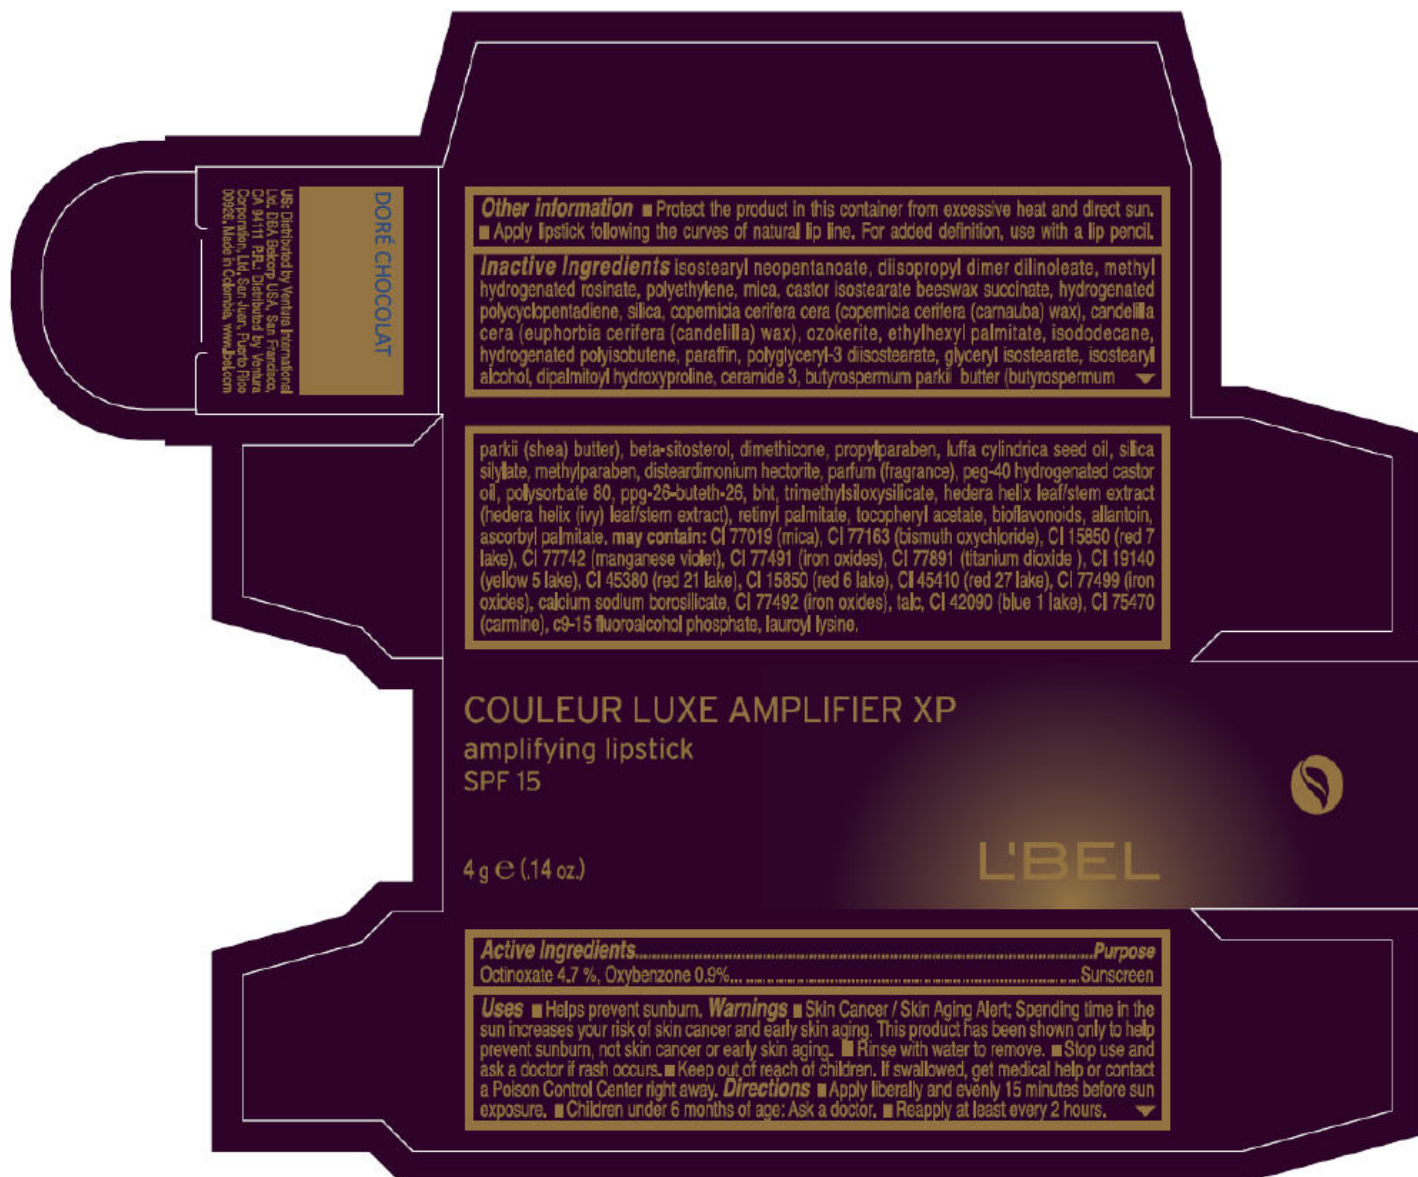 DORÉ CHOCOLAT
US: Distributed by Ventura International
Ltd. DBA Belcorp USA, San Francisco,
CA 94111 P.R.: Distributed by Ventura
Corporation, Ltd, San Juan, Puerto Rico
00926. Made in Colombia. www.lbel.com
Other information ■ Protect the product in this container from excessive heat and direct sun.
■ Apply lipstick following the curves of natural lip line. For added definition, use with a lip pencil.
Inactive Ingredients isostearyl neopentanoate, diisopropyl dimer dilinoleate, methyl
hydrogenated rosinate, polyethylene, mica, castor isostearate beeswax succinate, hydrogenated
polycyclopentadiene, silica, copernicia cerifera cera (copernicia cerifera (carnauba) wax), candelilla
cera (euphorbia cerifera (candelilla) wax), ozokerite, ethylhexyl palmitate, isododecane,
hydrogenated polyisobutene, paraffin, polyglyceryl-3 diisostearate, glyceryl isostearate, isostearyl
alcohol, dipalmitoyl hydroxyproline, ceramide 3, butyrospermum parkii butter (butyrospermum
parkii (shea) butter), beta-sitosterol, dimethicone, propylparaben, luffa cylindrica seed oil, silica
silylate, methylparaben, disteardimonium hectorite, parfum (fragrance), peg-40 hydrogenated castor
oil, polysorbate 80, ppg-26-buteth-26, bht, trimethylsiloxysilicate, hedera helix leaf/stem extract
(hedera helix (ivy) leaf/stem extract), retinyl palmitate, tocopheryl acetate, bioflavonoids, allantoin,
ascorbyl palmitate. may contain: CI 77019 (mica), CI 77163 (bismuth oxychloride), CI 15850 (red 7
lake), CI 77742 (manganese violet), CI 77491 (iron oxides), CI 77891 (titanium dioxide ), CI 19140
(yellow 5 lake), CI 45380 (red 21 lake), CI 15850 (red 6 lake), CI 45410 (red 27 lake), CI 77499 (iron
oxides), calcium sodium borosilicate, CI 77492 (iron oxides), talc, CI 42090 (blue 1 lake), CI 75470
(carmine), c9-15 fluoroalcohol phosphate, lauroyl lysine.
COULEUR LUXE AMPLIFIER XP
amplifying lipstick
SPF 15
4 g e (.14 oz.)
L'BEL
Active Ingredients....................Purpose
Octinoxate 4.7 %, Oxybenzone 0.9%....................Sunscreen
Uses ■ Helps prevent sunburn. Warnings ■ Skin Cancer / Skin Aging Alert: Spending time in the
sun increases your risk of skin cancer and early skin aging. This product has been shown only to help
prevent sunburn, not skin cancer or early skin aging. ■ Rinse with water to remove. ■ Stop use and
ask a doctor if rash occurs. ■ Keep out of reach of children. If swallowed, get medical help or contact
a Poison Control Center right away. Directions ■ Apply liberally and evenly 15 minutes before sun
exposure. ■ Children under 6 months of age: Ask a doctor. ■ Reapply at least every 2 hours.